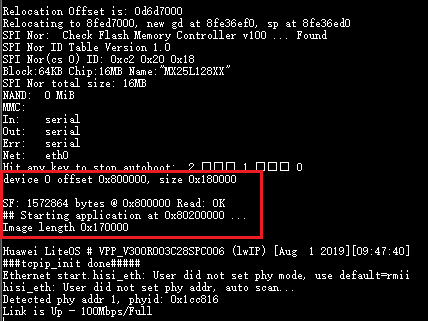 Relocation Offset is: 0d6d7000
Relocating to 8fed7000, new gd at 8fe36ef0, sp at 8fe36ed0
SPI Nor:  Check Flash Memory Controller v100 ... Found
SPI Nor ID Table Version 1.0
SPI Nor(cs 0) ID: 0xc2 0x20 0x18
Block:64KB Chip:16MB Name:"MX25L128XX"
SPI Nor total size: 16MB
NAND:  0 MiB
MMC:
In:    serial
Out:   serial
Err:   serial
Net:   eth0
Hit any key to stop autoboot:  2 □□□ 1 □□□ 0
device 0 offset 0x800000, size 0x180000
SF: 1572864 bytes @ 0x800000 Read: OK
## Starting application at 0x80200000 ...
Image length 0x170000
Huawei LiteOS # VPP_V300R003C28SPC006 (lwIP) [Aug  1 2019][09:47:40]
###tcpip_init done#####
Ethernet start.hisi_eth: User did not set phy mode, use default=rmii
hisi_eth: User did not set phy addr, auto scan...
Detected phy addr 1, phyid: 0x1cc816
Link is Up - 100Mbps/Full